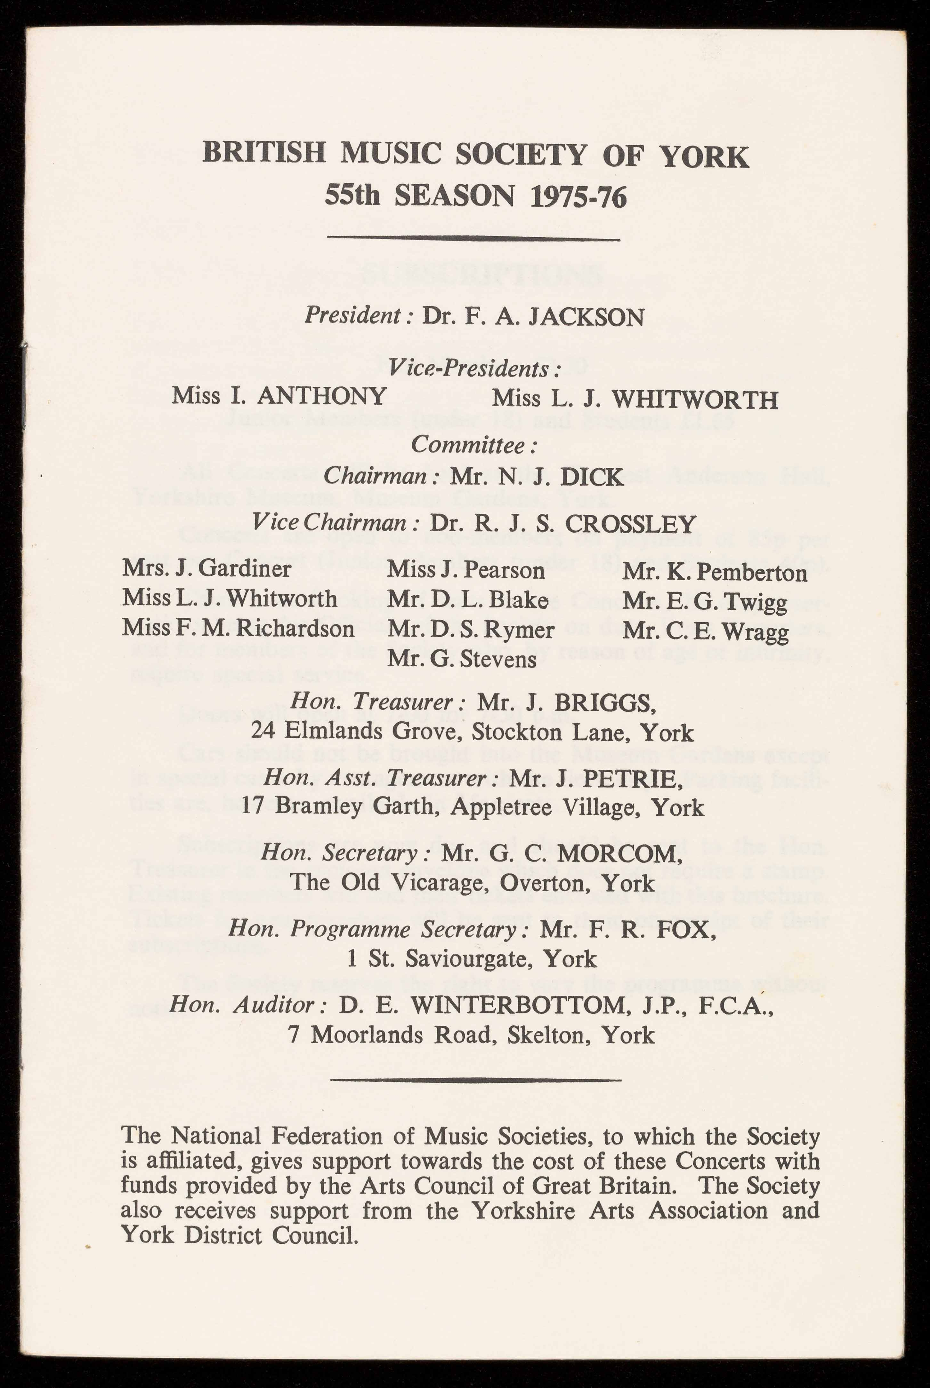 BRITISH MUSIC SOCIETY OF YORK
55th SEASON 1975-76
President: Dr. F. A. JACKSON
Vice-Presidents:
Miss I. ANTHONY Miss L. J. WHITWORTH
Committee:
Chairman: Mr. N. J. DICK
Vice Chairman: Dr. R. J. S. CROSSLEY
Mrs. J. Gardiner Miss J. Pearson Mr. K. Pemberton
Miss L. J. Whitworth Mr. D. L. Blake Mr. E. G. Twigg
Miss F. M. Richardson Mr. D. S. Rymer Mr. C. E. Wragg
Mr. G. Stevens
Hon. Treasurer: Mr. J. BRIGGS,
24 Elmlands Grove, Stockton Lane, York
Hon. Asst. Treasurer: Mr. J. PETRIE,
17 Bramley Garth, Appletree Village, York
Hon. Secretary: Mr. G. C. MORCOM,
The Old Vicarage, Overton, York
Hon. Programme Secretary: Mr. F. R. FOX,
1 St. Saviourgate, York
Hon. Auditor: D. E. WINTERBOTTOM, J.P., F.C.A.,
7 Moorlands Road, Skelton, York
The National Federation of Music Societies, to which the Society
is affiliated, gives support towards the cost of these Concerts with
funds provided by the Arts Council of Great Britain. The Society
also receives support from the Yorkshire Arts Association and
York District Council.